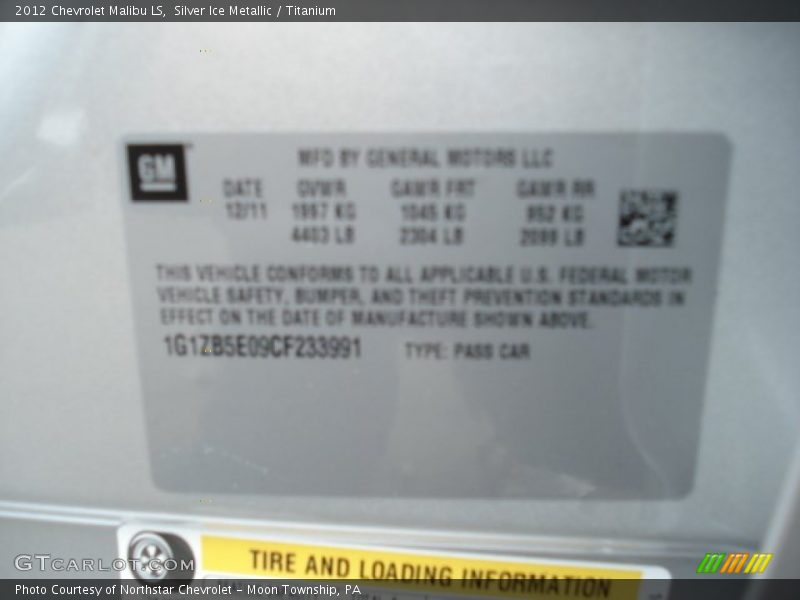 2012 Chevrolet Malibu LS, Silver Ice Metallic / Titanium
GM
MFD BY GENERAL MOTORS LLC
DATE GVWR GAWR FRT GAWR RR
12/11 1997 KG 1045 KG 952 KG
4403 LB 2304 LB 2099 LB
THIS VEHICLE CONFORMS TO ALL APPLICABLE U.S. FEDERAL MOTOR
VEHICLE SAFETY, BUMPER, AND THEFT PREVENTION STANDARDS IN
EFFECT ON THE DATE OF MANUFACTURE SHOWN ABOVE.
1G1ZB5E09CF233991 TYPE: PASS CAR
TIRE AND LOADING INFORMATION
GTCARLOT.COM
Photo Courtesy of Northstar Chevrolet – Moon Township, PA